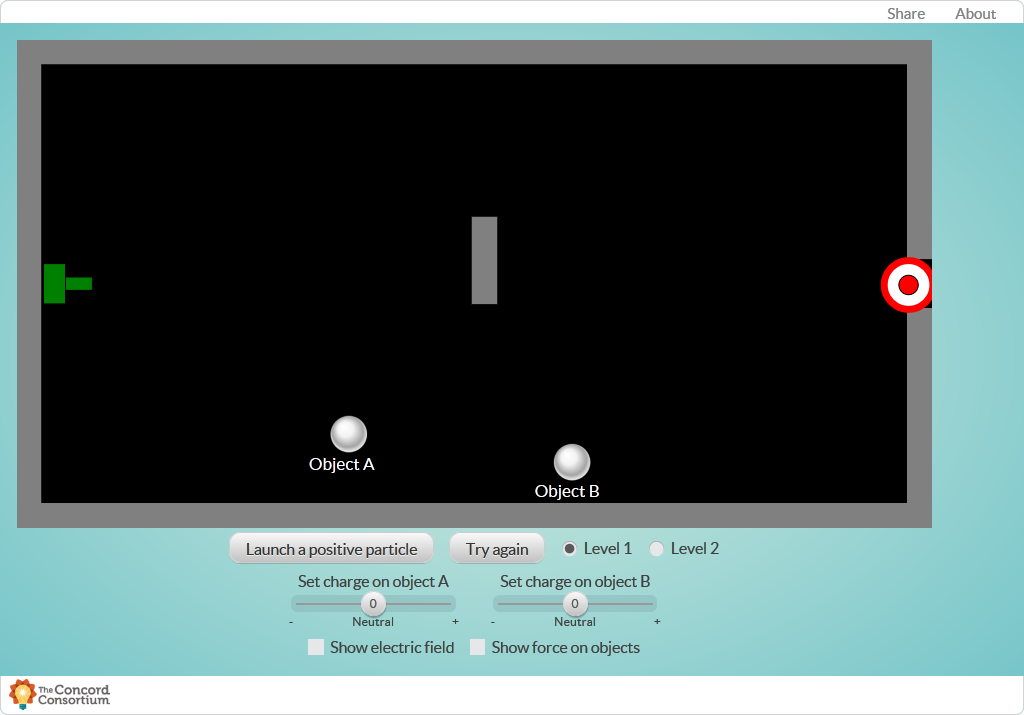 Share About
Object A
Object B
Launch a positive particle Try again Level 1 Level 2
Set charge on object A Set charge on object B
0 0
- Neutral + - Neutral +
Show electric field Show force on objects
The Concord
Consortium